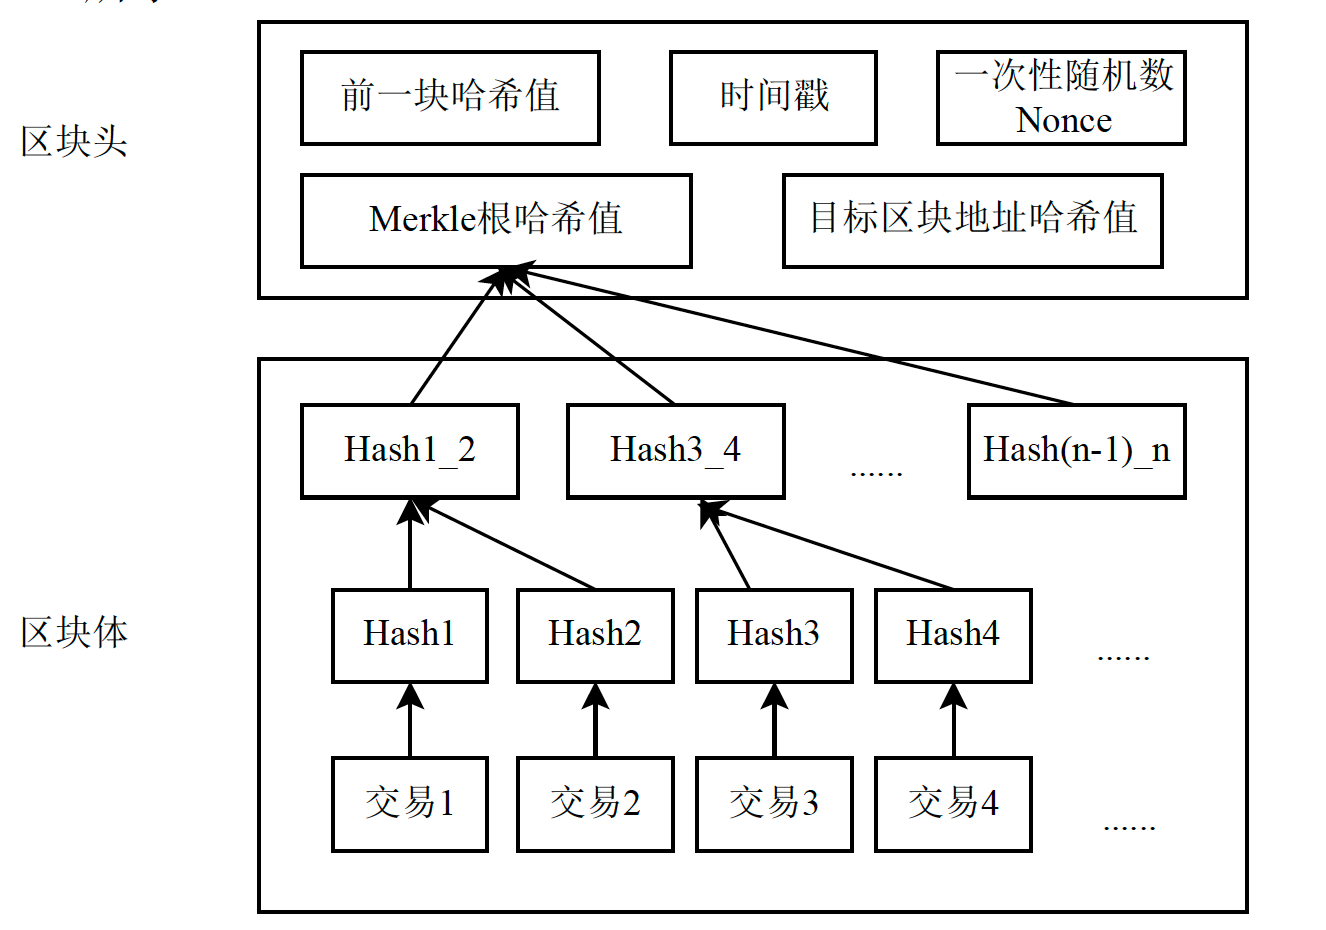 区块头
前一块哈希值
时间戳
一次性随机数
Nonce
Merkle根哈希值
目标区块地址哈希值
区块体
Hash1_2
Hash3_4
......
Hash(n-1)_n
Hash1
Hash2
Hash3
Hash4
......
交易1
交易2
交易3
交易4
......